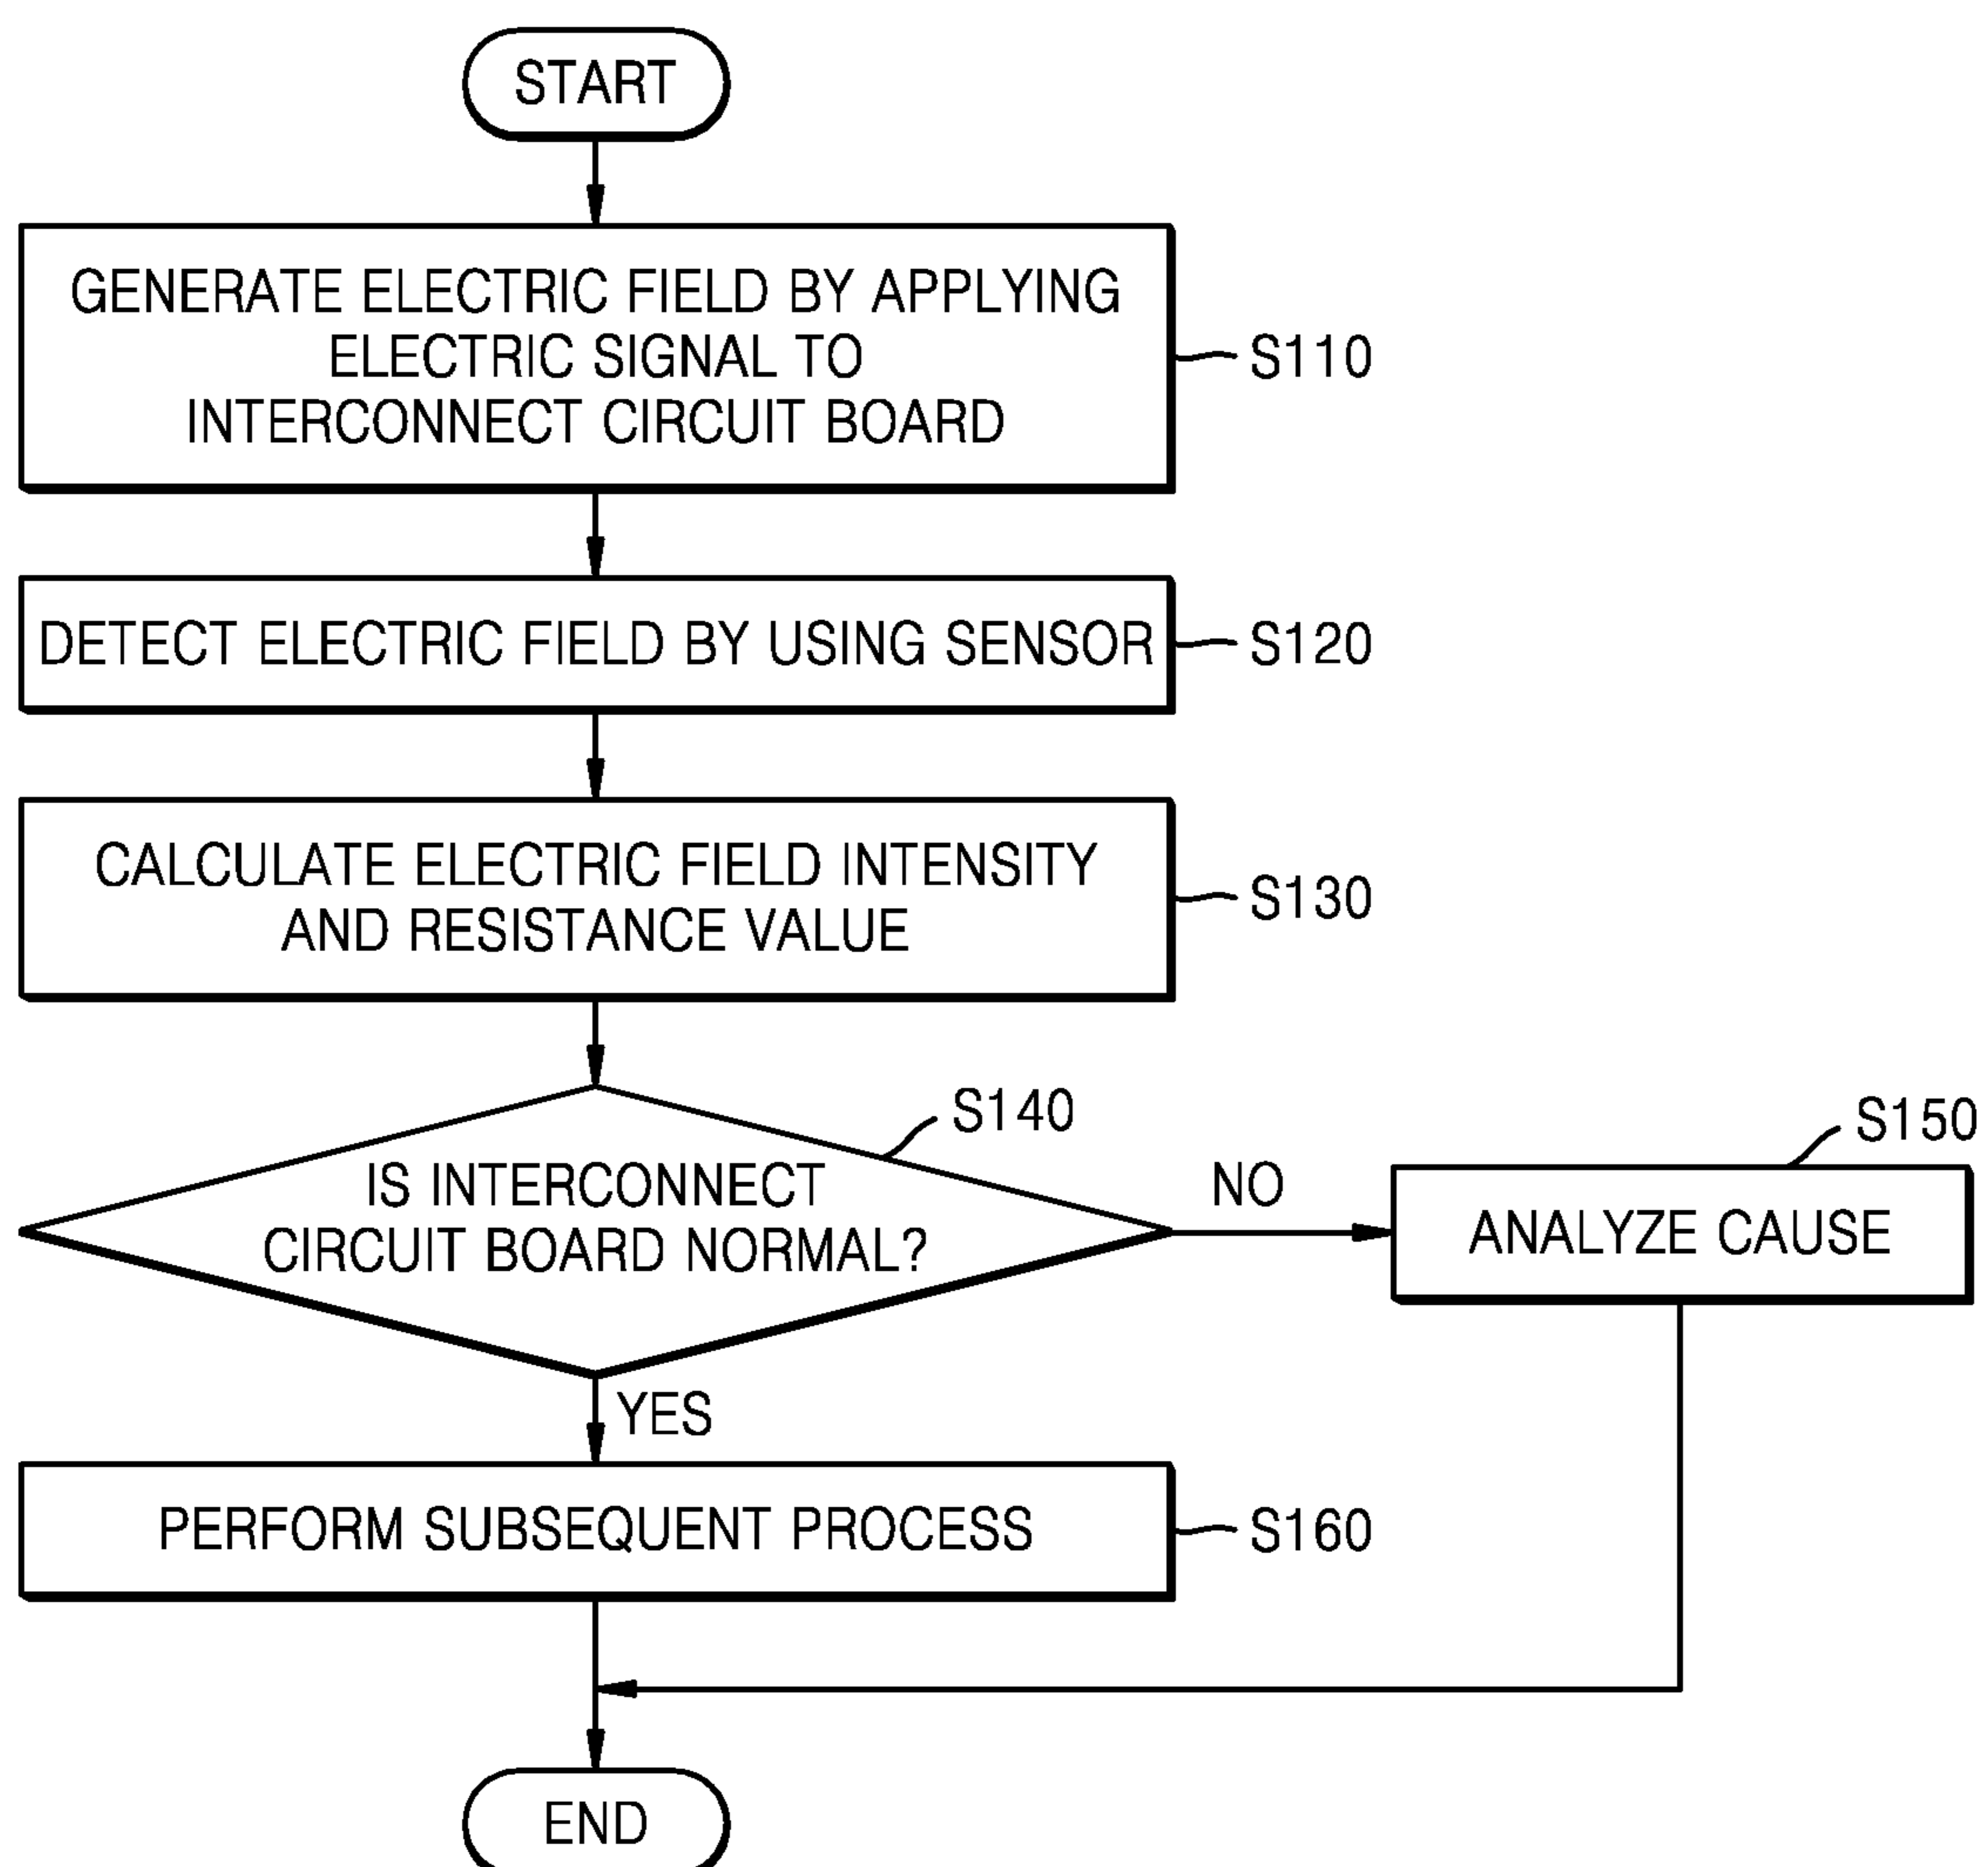 START
GENERATE ELECTRIC FIELD BY APPLYING
ELECTRIC SIGNAL TO
INTERCONNECT CIRCUIT BOARD
S110
DETECT ELECTRIC FIELD BY USING SENSOR
S120
CALCULATE ELECTRIC FIELD INTENSITY
AND RESISTANCE VALUE
S130
S140
IS INTERCONNECT
CIRCUIT BOARD NORMAL?
NO
S150
ANALYZE CAUSE
YES
PERFORM SUBSEQUENT PROCESS
S160
END